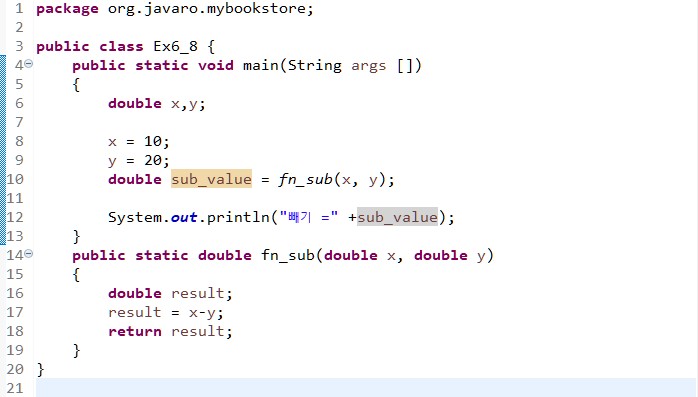 1 package org.javaro.mybookstore;
2
3 public class Ex6_8 {
4 public static void main(String args [])
5 {
6 double x,y;
7
8 x = 10;
9 y = 20;
10 double sub_value = fn_sub(x, y);
11
12 System.out.println("빼기 =" +sub_value);
13 }
14 public static double fn_sub(double x, double y)
15 {
16 double result;
17 result = x-y;
18 return result;
19 }
20 }
21